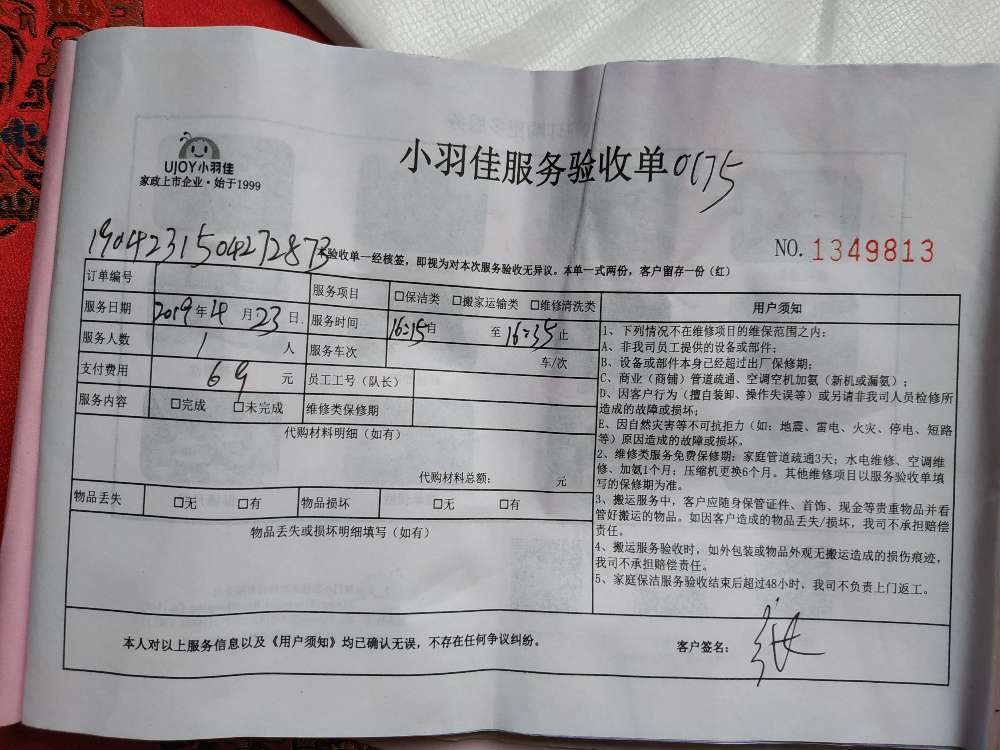 UJOY小羽佳
家政上市企业·始于1999
小羽佳服务验收单 0175
NO.1349813
1904231504272873
本验收单一经核签，即视为对本次服务验收无异议。本单一式两份，客户留存一份（红）
订单编号
服务项目 □保洁类 □搬家运输类 □维修清洗类
服务日期 2019年4月23日
服务时间 16:15自 至16:35止
服务人数 1 人
服务车次 车/次
支付费用 69 元
员工工号（队长）
服务内容 □完成 □未完成
维修类保修期
代购材料明细（如有）
代购材料总额： 元
物品丢失 □无 □有
物品损坏 □无 □有
物品丢失或损坏明细填写（如有）
用户须知
1、下列情况不在维修项目的维保范围之内：
A、非我司员工提供的设备或部件；
B、设备或部件本身已经超过出厂保修期；
C、商业（商铺）管道疏通、空调空机加氨（新机或漏氨）；
D、因客户行为（擅自装卸、操作失误等）或另请非我司人员检修所
造成的故障或损坏；
E、因自然灾害等不可抗拒力（如：地震、雷电、火灾、停电、短路
等）原因造成的故障或损坏。
2、维修类服务免费保修期：家庭管道疏通3天；水电维修、空调维
修、加氨1个月；压缩机更换6个月。其他维修项目以服务验收单填
写的保修期为准。
3、搬运服务中，客户应随身保管证件、首饰、现金等贵重物品并看
管好搬运的物品。如因客户造成的物品丢失/损坏，我司不承担赔偿
责任。
4、搬运服务验收时，如外包装或物品外观无搬运造成的损伤痕迹，
我司不承担赔偿责任。
5、家庭保洁服务验收结束后超过48小时，我司不负责上门返工。
本人对以上服务信息以及《用户须知》均已确认无误，不存在任何争议纠纷。
客户签名： 张